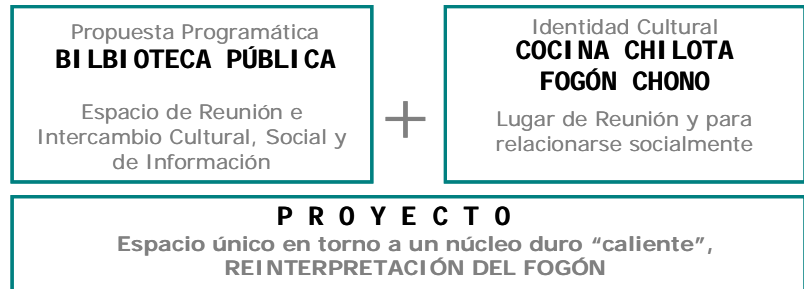 Propuesta Programática
BILBIOTECA PÚBLICA
Espacio de Reunión e
Intercambio Cultural, Social y
de Información
+
Identidad Cultural
COCINA CHILOTA
FOGÓN CHONO
Lugar de Reunión y para
relacionarse socialmente
PROYECTO
Espacio único en torno a un núcleo duro “caliente”,
REINTERPRETACIÓN DEL FOGÓN